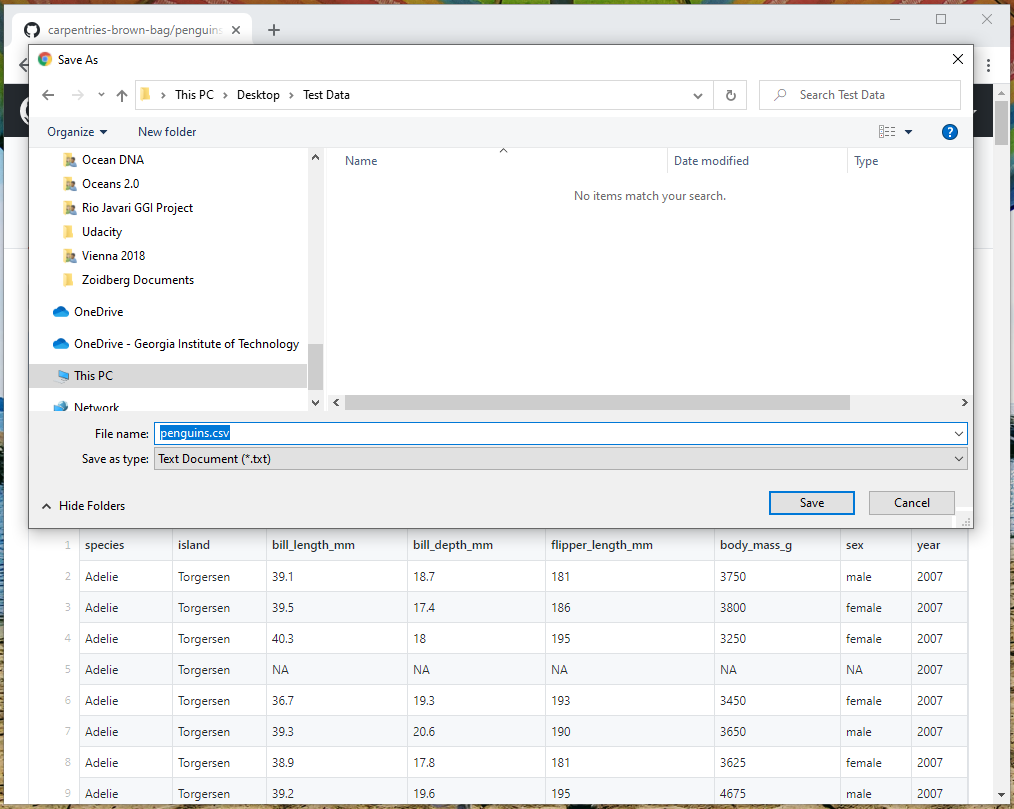 carpentries-brown-bag/penguins
Save As
This PC > Desktop > Test Data
Search Test Data
Organize
New folder
Ocean DNA
Oceans 2.0
Rio Javari GGI Project
Udacity
Vienna 2018
Zoidberg Documents
OneDrive
OneDrive - Georgia Institute of Technology
This PC
Network
Name Date modified Type
No items match your search.
File name: penguins.csv
Save as type: Text Document (*.txt)
Hide Folders
Save
Cancel
1 species island bill_length_mm bill_depth_mm flipper_length_mm body_mass_g sex year
2 Adelie Torgersen 39.1 18.7 181 3750 male 2007
3 Adelie Torgersen 39.5 17.4 186 3800 female 2007
4 Adelie Torgersen 40.3 18 195 3250 female 2007
5 Adelie Torgersen NA NA NA NA NA 2007
6 Adelie Torgersen 36.7 19.3 193 3450 female 2007
7 Adelie Torgersen 39.3 20.6 190 3650 male 2007
8 Adelie Torgersen 38.9 17.8 181 3625 female 2007
9 Adelie Torgersen 39.2 19.6 195 4675 male 2007